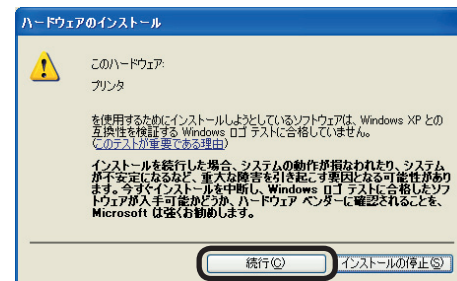 ハードウェアのインストール
このハードウェア:
プリンタ
を使用するためにインストールしようとしているソフトウェアは、Windows XP との
互換性を検証する Windows ロゴ テストに合格していません。
(このテストが重要である理由)
インストールを続行した場合、システムの動作が損なわれたり、システム
が不安定になるなど、重大な障害を引き起こす要因となる可能性があり
ます。今すぐインストールを中断し、Windows ロゴ テストに合格したソフ
トウェアが入手可能かどうか、ハードウェア ベンダーに確認されることを、
Microsoft は強くお勧めします。
続行(C)
インストールの停止(S)